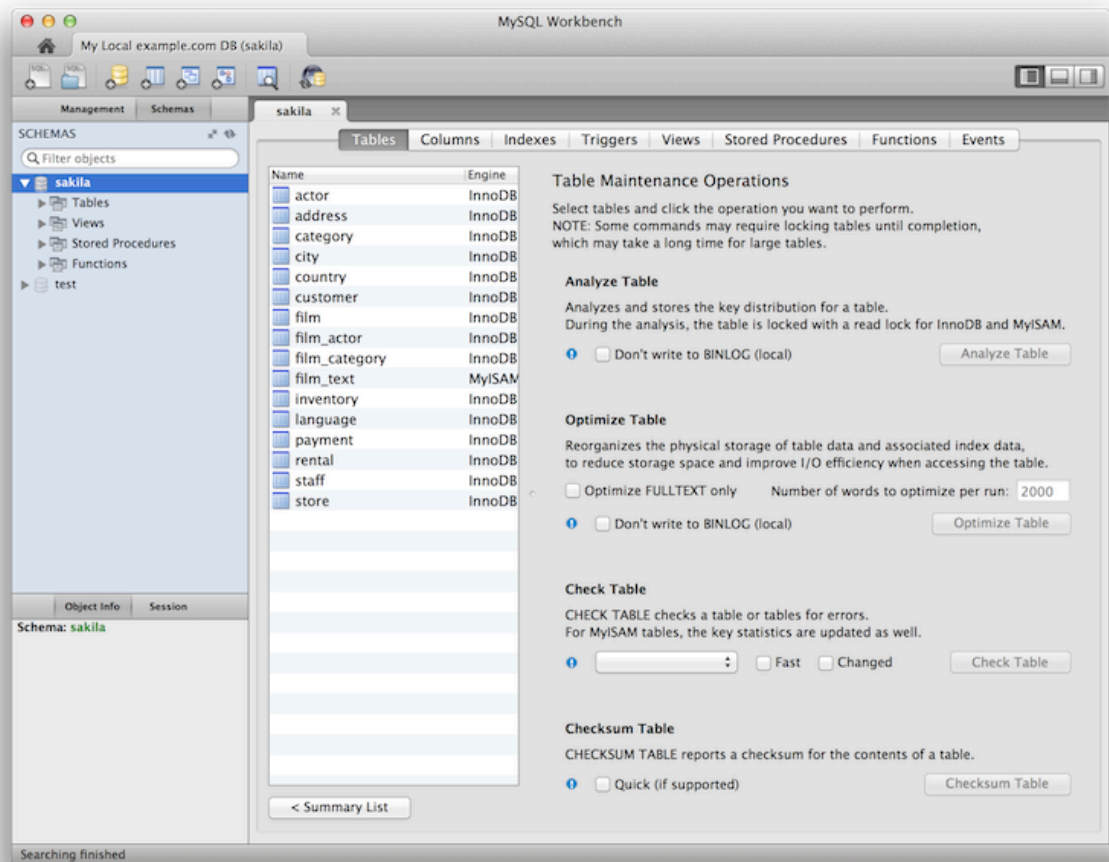 MySQL Workbench
My Local example.com DB (sakila)
SQL
SQL
Management Schemas
sakila
SCHEMAS
Filter objects
sakila
Tables
Views
Stored Procedures
Functions
test
Tables Columns Indexes Triggers Views Stored Procedures Functions Events
Name Engine
actor InnoDB
address InnoDB
category InnoDB
city InnoDB
country InnoDB
customer InnoDB
film InnoDB
film_actor InnoDB
film_category InnoDB
film_text MyISAM
inventory InnoDB
language InnoDB
payment InnoDB
rental InnoDB
staff InnoDB
store InnoDB
< Summary List
Table Maintenance Operations
Select tables and click the operation you want to perform.
NOTE: Some commands may require locking tables until completion,
which may take a long time for large tables.
Analyze Table
Analyzes and stores the key distribution for a table.
During the analysis, the table is locked with a read lock for InnoDB and MyISAM.
Don't write to BINLOG (local) Analyze Table
Optimize Table
Reorganizes the physical storage of table data and associated index data,
to reduce storage space and improve I/O efficiency when accessing the table.
Optimize FULLTEXT only Number of words to optimize per run: 2000
Don't write to BINLOG (local) Optimize Table
Check Table
CHECK TABLE checks a table or tables for errors.
For MyISAM tables, the key statistics are updated as well.
Fast Changed Check Table
Checksum Table
CHECKSUM TABLE reports a checksum for the contents of a table.
Quick (if supported) Checksum Table
Object Info Session
Schema: sakila
Searching finished